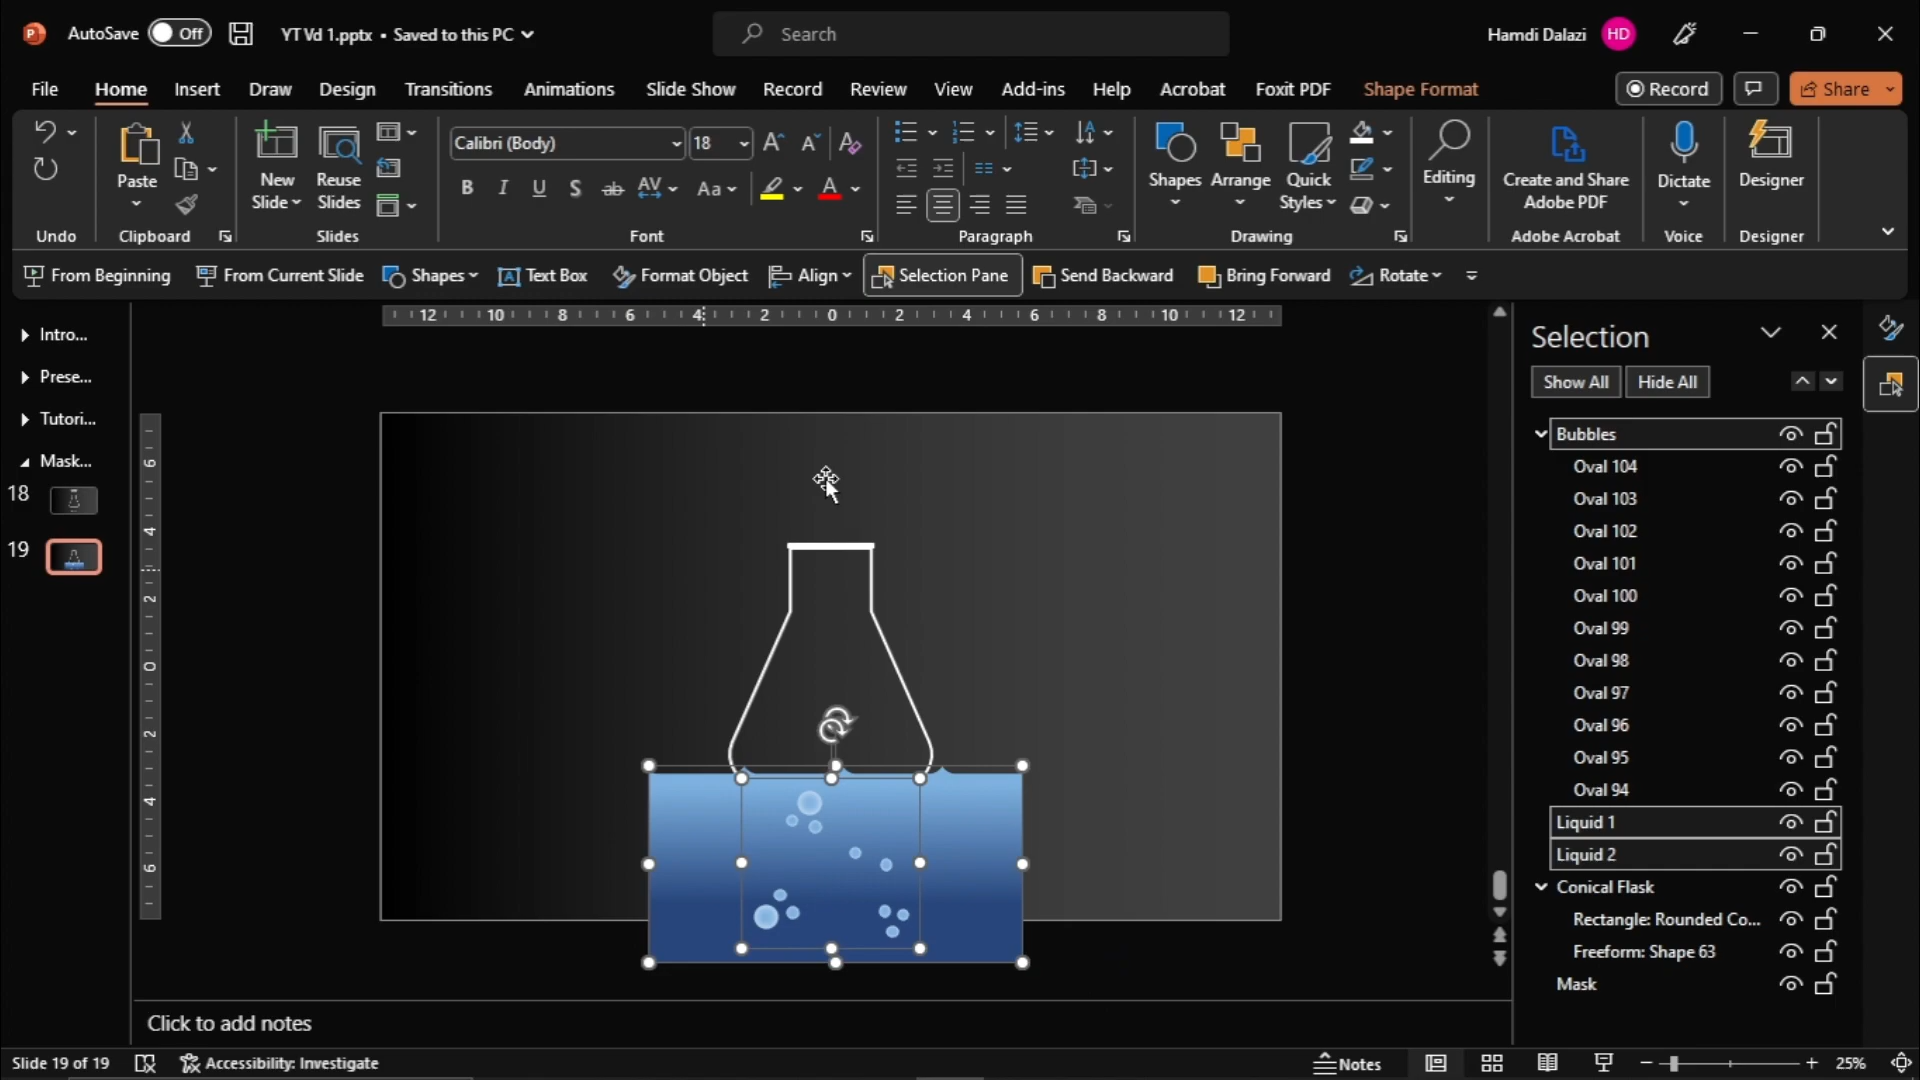 AutoSave Off YT Vd 1.pptx • Saved to this PC Search Hamdi Dalazi HD
File Home Insert Draw Design Transitions Animations Slide Show Record Review View Add-ins Help Acrobat Foxit PDF Shape Format Record Share
Paste New Slide Reuse Slides Calibri (Body) 18 Shapes Arrange Quick Styles Editing Create and Share Adobe PDF Dictate Designer
Undo Clipboard Slides Font Paragraph Drawing Adobe Acrobat Voice Designer
From Beginning From Current Slide Shapes Text Box Format Object Align Selection Pane Send Backward Bring Forward Rotate
12 10 8 6 4 2 0 2 4 6 8 10 12
Intro...
Prese...
Tutori...
Mask...
18
19
6
4
2
0
2
4
6
Selection
Show All Hide All
Bubbles
Oval 104
Oval 103
Oval 102
Oval 101
Oval 100
Oval 99
Oval 98
Oval 97
Oval 96
Oval 95
Oval 94
Liquid 1
Liquid 2
Conical Flask
Rectangle: Rounded Co...
Freeform: Shape 63
Mask
Click to add notes
Slide 19 of 19 Accessibility: Investigate Notes 25%